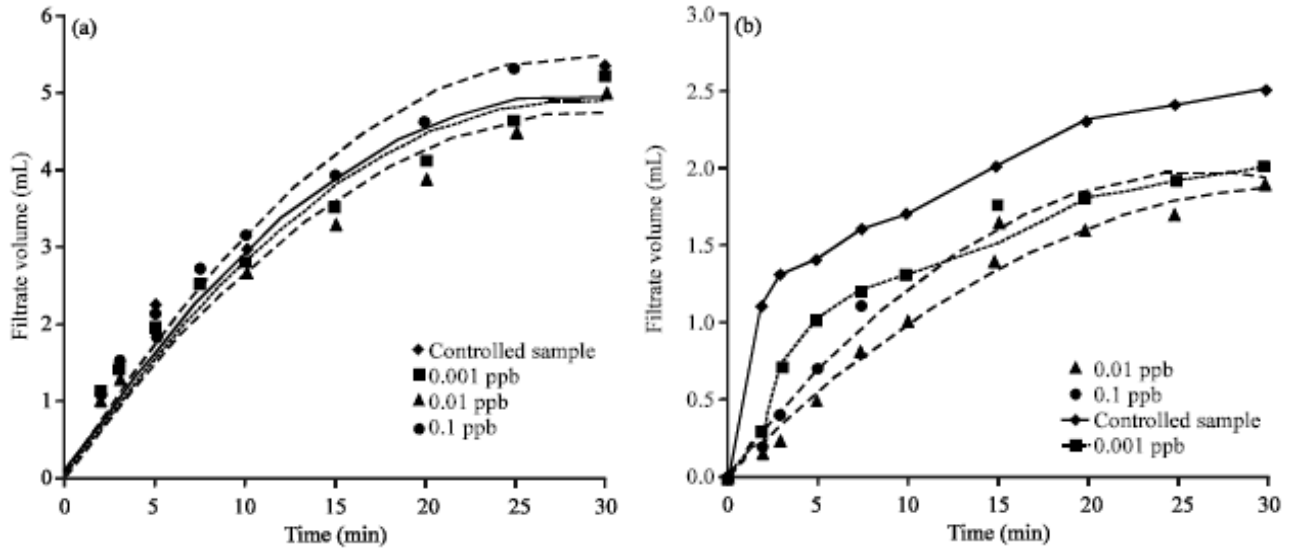 (a)
6
5
4
3
2
1
0
Filtrate volume (mL)
Controlled sample
0.001 ppb
0.01 ppb
0.1 ppb
0 5 10 15 20 25 30
Time (min)
(b)
3.0
2.5
2.0
1.5
1.0
0.5
0.0
Filtrate volume (mL)
0.01 ppb
0.1 ppb
Controlled sample
0.001 ppb
0 5 10 15 20 25 30
Time (min)